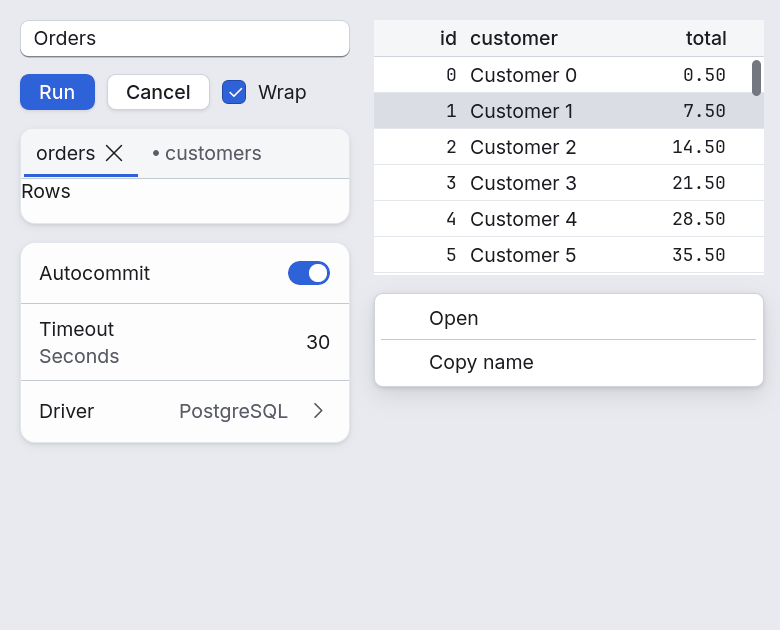 Orders
Run Cancel Wrap
orders • customers
Rows
Autocommit
Timeout
Seconds
30
Driver PostgreSQL
id customer total
0 Customer 0 0.50
1 Customer 1 7.50
2 Customer 2 14.50
3 Customer 3 21.50
4 Customer 4 28.50
5 Customer 5 35.50
Open
Copy name